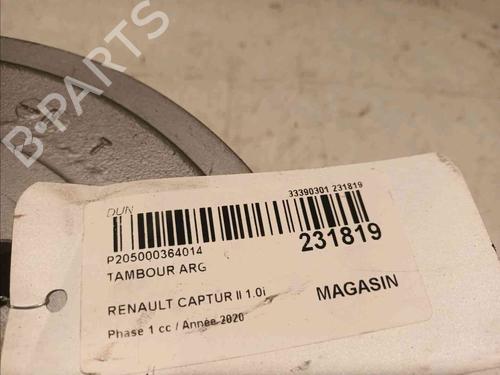 B-PARTS
DUN
33390301 231819
P205000364014
231819
TAMBOUR ARG
RENAULT CAPTUR II 1.0i
MAGASIN
Phase 1 cc / Année 2020